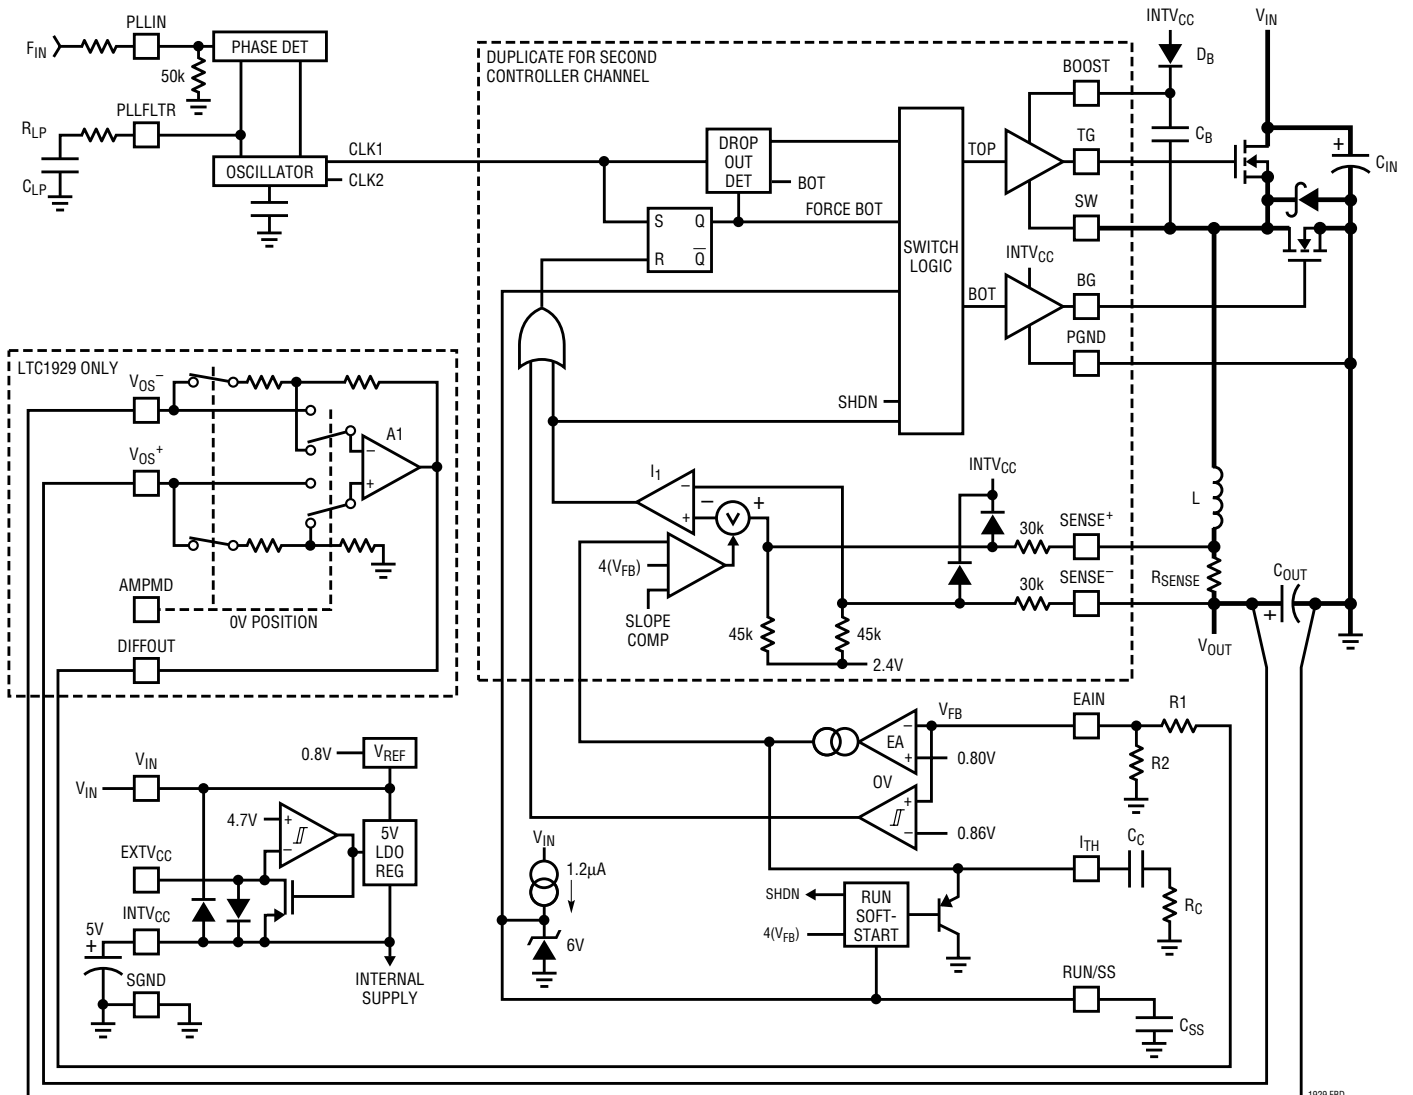 PLLIN
F_IN
50k
PHASE DET
PLLFLTR
R_LP
C_LP
OSCILLATOR
CLK1
CLK2
DUPLICATE FOR SECOND
CONTROLLER CHANNEL
DROP
OUT
DET
BOT
FORCE BOT
S Q
R Q̅
SWITCH
LOGIC
TOP
BOT
SHDN
INTV_CC
BOOST
TG
SW
BG
PGND
INTV_CC
D_B
C_B
V_IN
+
C_IN
LTC1929 ONLY
V_OS⁻
V_OS⁺
A1
−
+
AMPMD
0V POSITION
DIFFOUT
I_1
−
+
−
+
V
4(V_FB)
SLOPE
COMP
45k
45k
2.4V
INTV_CC
30k
SENSE⁺
30k
SENSE⁻
L
R_SENSE
C_OUT
+
V_OUT
V_FB
EAIN
R1
R2
EA
−
+
0.80V
OV
+
−
0.86V
V_IN
1.2µA
6V
SHDN
4(V_FB)
RUN
SOFT-
START
I_TH
C_C
R_C
RUN/SS
C_SS
0.8V
V_REF
V_IN
V_IN
4.7V
+
−
5V
LDO
REG
EXTV_CC
INTV_CC
5V
+
SGND
INTERNAL
SUPPLY
1929 FBD